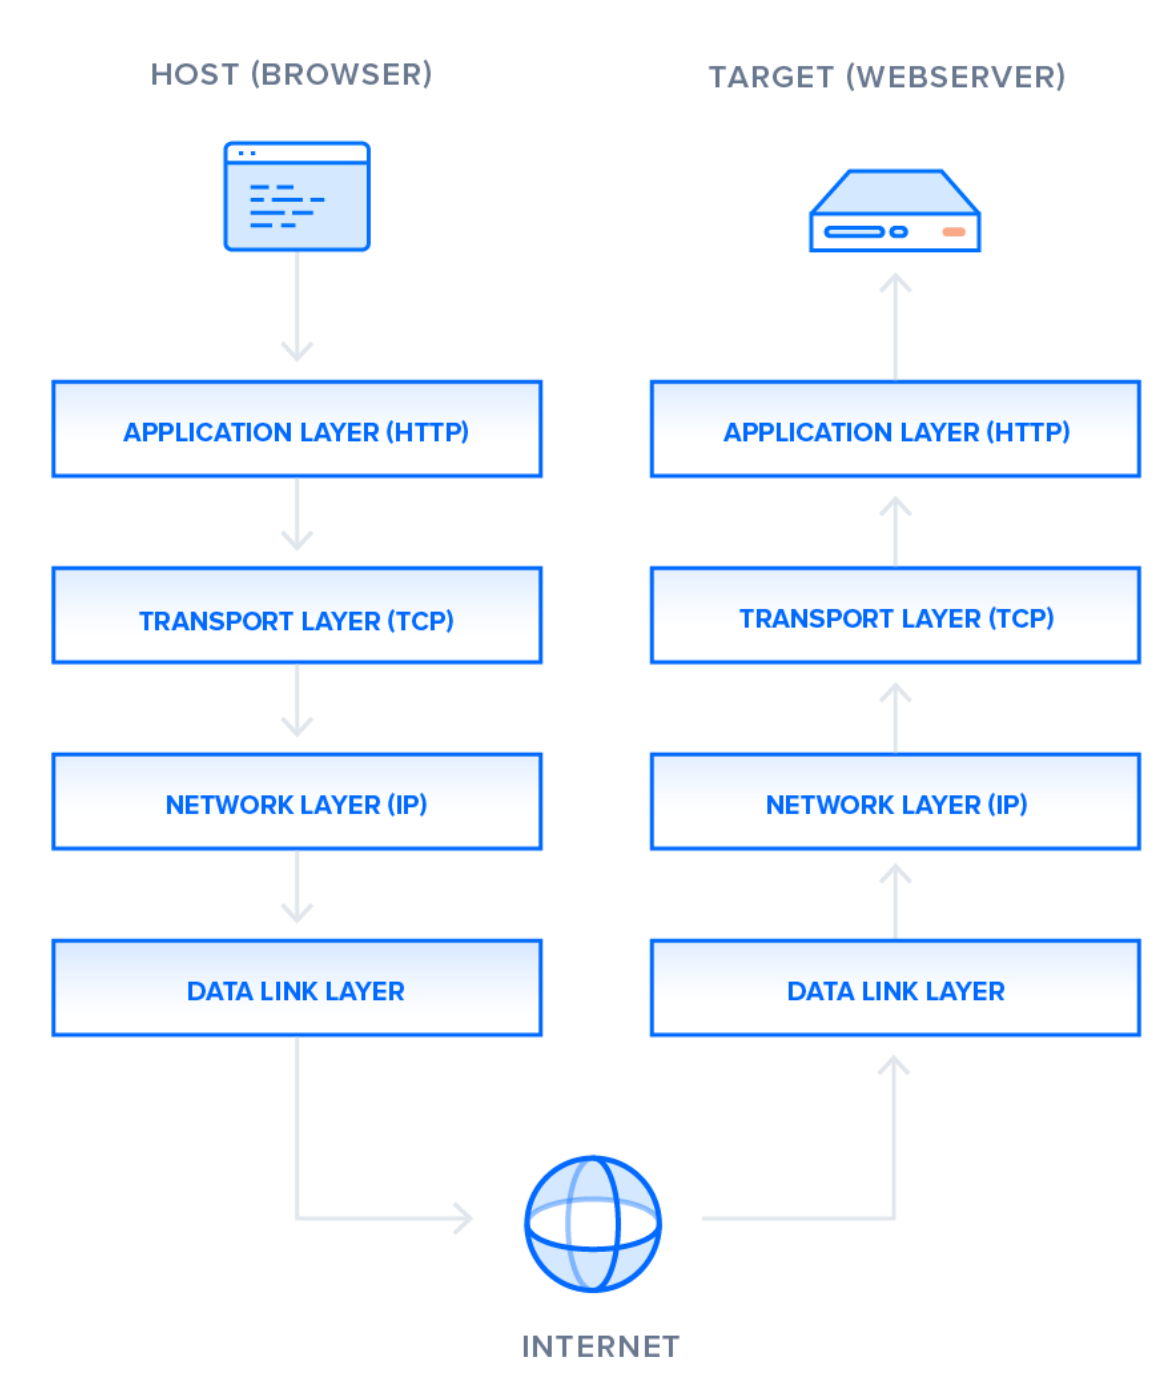 HOST (BROWSER)
TARGET (WEBSERVER)
APPLICATION LAYER (HTTP)
APPLICATION LAYER (HTTP)
TRANSPORT LAYER (TCP)
TRANSPORT LAYER (TCP)
NETWORK LAYER (IP)
NETWORK LAYER (IP)
DATA LINK LAYER
DATA LINK LAYER
INTERNET